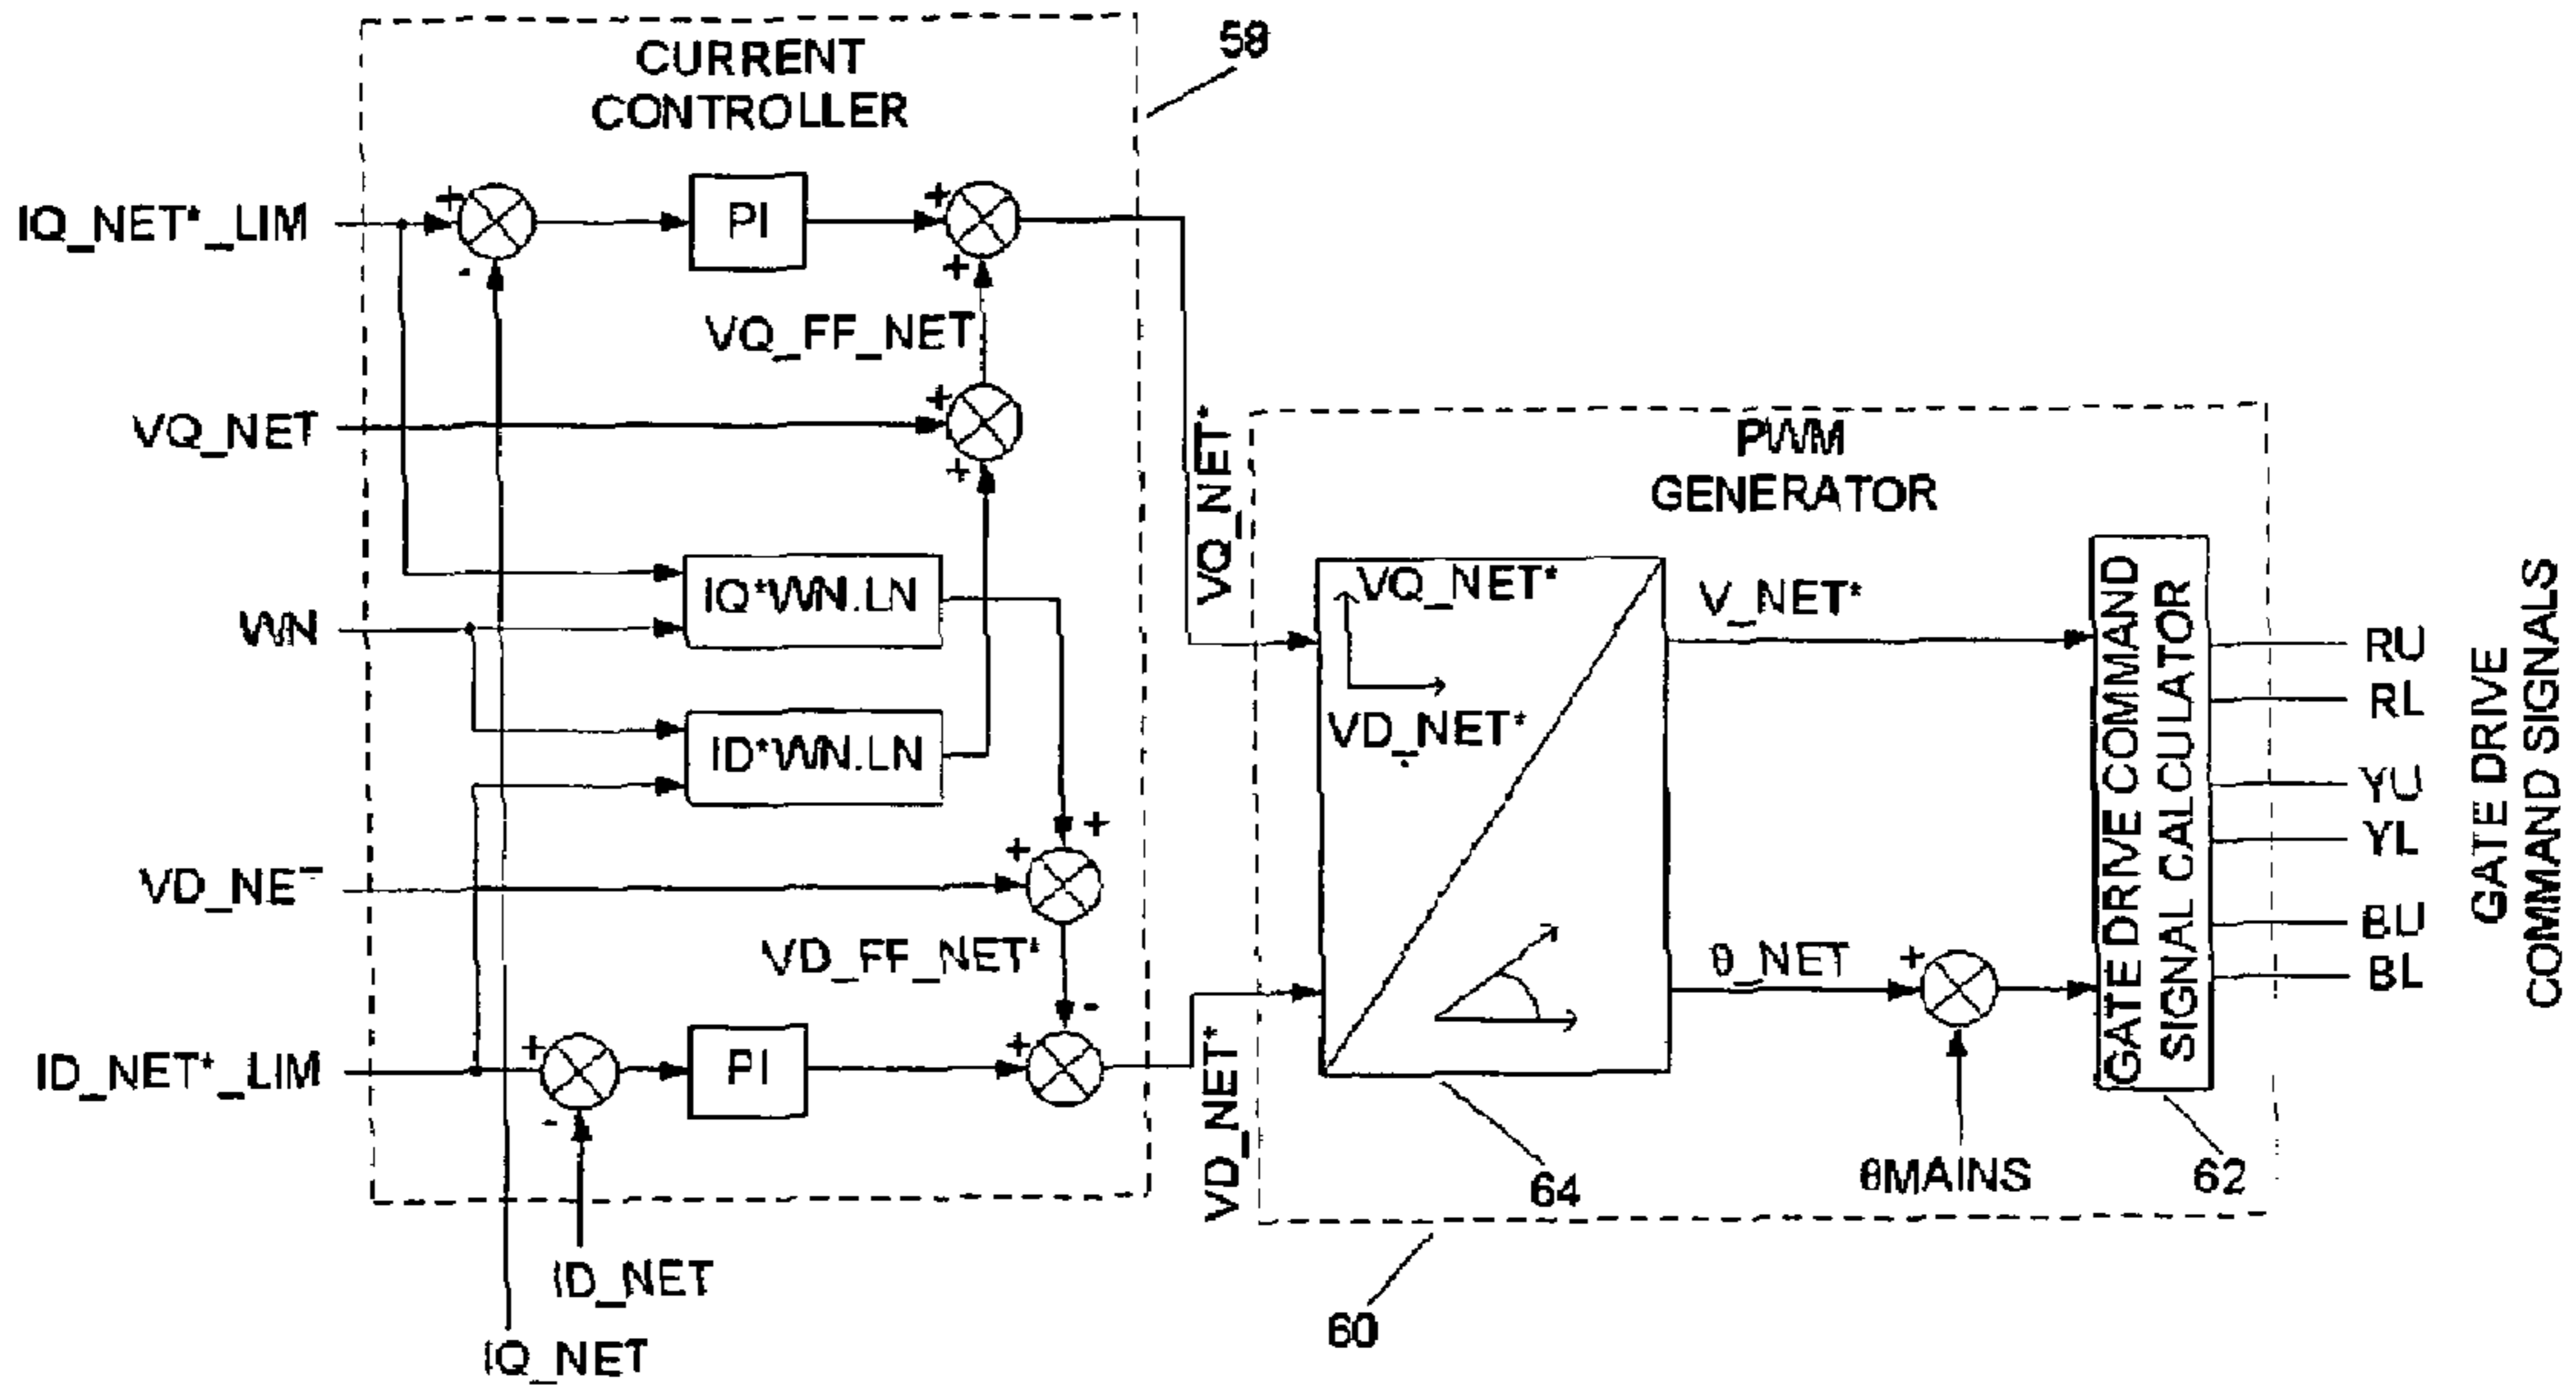 CURRENT
CONTROLLER
58
IQ_NET*_LIM
+
-
PI
+
+
VQ_FF_NET
VQ_NET
+
+
IQ*WN.LN
WN
ID*WN.LN
+
+
VD_NET
VD_FF_NET*
-
ID_NET*_LIM
+
-
PI
+
ID_NET
IQ_NET
VQ_NET*
VD_NET*
PWM
GENERATOR
VQ_NET*
VD_NET*
V_NET*
θ_NET
+
θMAINS
64
60
62
GATE DRIVE COMMAND
SIGNAL CALCULATOR
RU
RL
YU
YL
BU
BL
GATE DRIVE
COMMAND SIGNALS